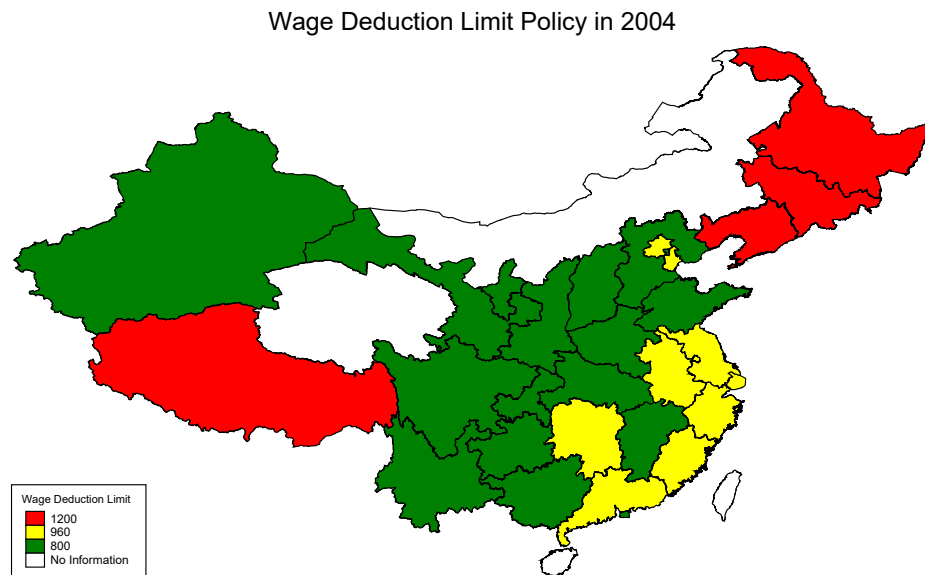 Wage Deduction Limit Policy in 2004
Wage Deduction Limit
1200
960
800
No Information